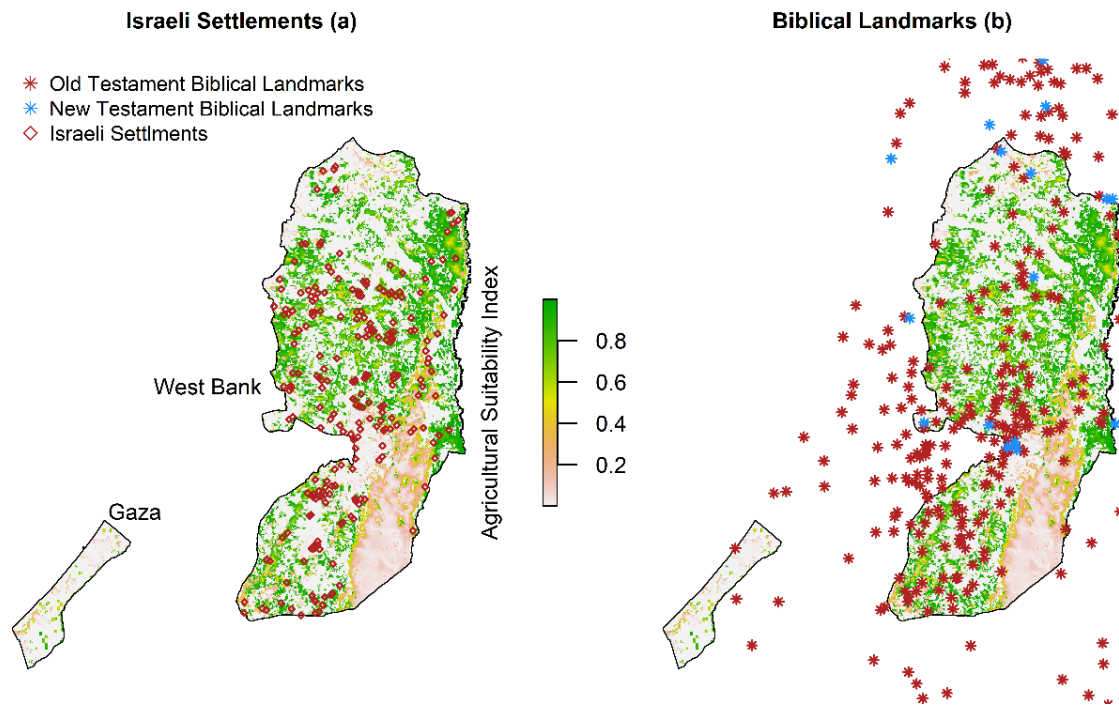 Israeli Settlements (a)
Biblical Landmarks (b)
Old Testament Biblical Landmarks
New Testament Biblical Landmarks
Israeli Settlments
West Bank
Gaza
Agricultural Suitability Index
0.8
0.6
0.4
0.2